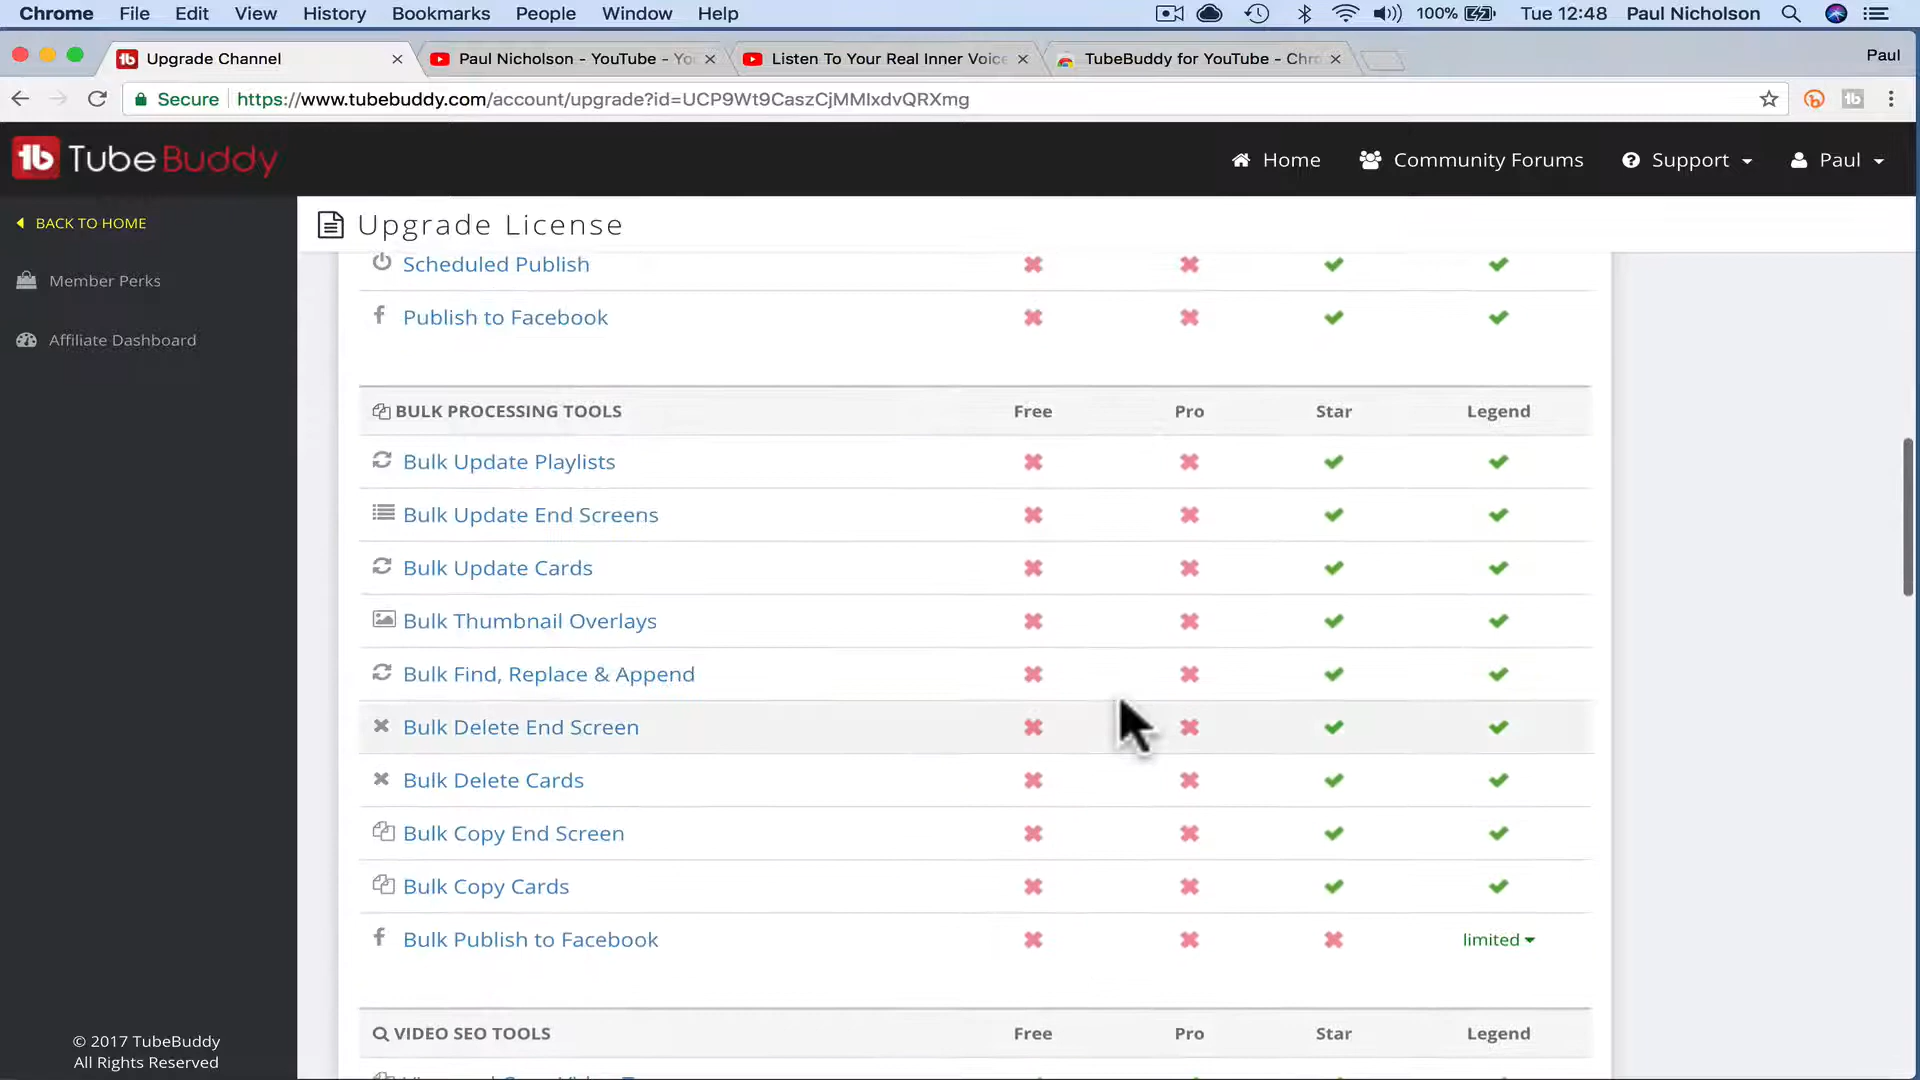 Chrome File Edit View History Bookmarks People Window Help 100% Tue 12:48 Paul Nicholson
Upgrade Channel Paul Nicholson - YouTube - Yo Listen To Your Real Inner Voice TubeBuddy for YouTube - Chr Paul
Secure https://www.tubebuddy.com/account/upgrade?id=UCP9Wt9CaszCjMMIxdvQRXmg
TubeBuddy Home Community Forums Support Paul
BACK TO HOME
Member Perks
Affiliate Dashboard
Upgrade License
Scheduled Publish
Publish to Facebook
BULK PROCESSING TOOLS Free Pro Star Legend
Bulk Update Playlists
Bulk Update End Screens
Bulk Update Cards
Bulk Thumbnail Overlays
Bulk Find, Replace & Append
Bulk Delete End Screen
Bulk Delete Cards
Bulk Copy End Screen
Bulk Copy Cards
Bulk Publish to Facebook limited
VIDEO SEO TOOLS Free Pro Star Legend
© 2017 TubeBuddy
All Rights Reserved